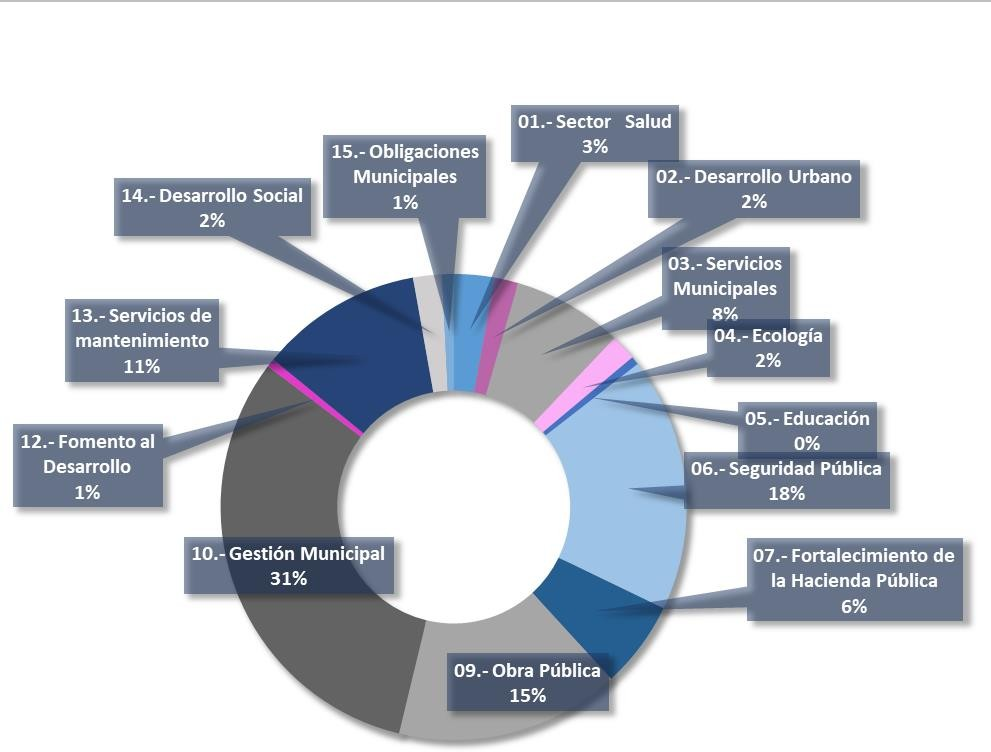 01.- Sector Salud
3%
02.- Desarrollo Urbano
2%
03.- Servicios
Municipales
8%
04.- Ecología
2%
05.- Educación
0%
06.- Seguridad Pública
18%
07.- Fortalecimiento de
la Hacienda Pública
6%
09.- Obra Pública
15%
10.- Gestión Municipal
31%
12.- Fomento al
Desarrollo
1%
13.- Servicios de
mantenimiento
11%
14.- Desarrollo Social
2%
15.- Obligaciones
Municipales
1%